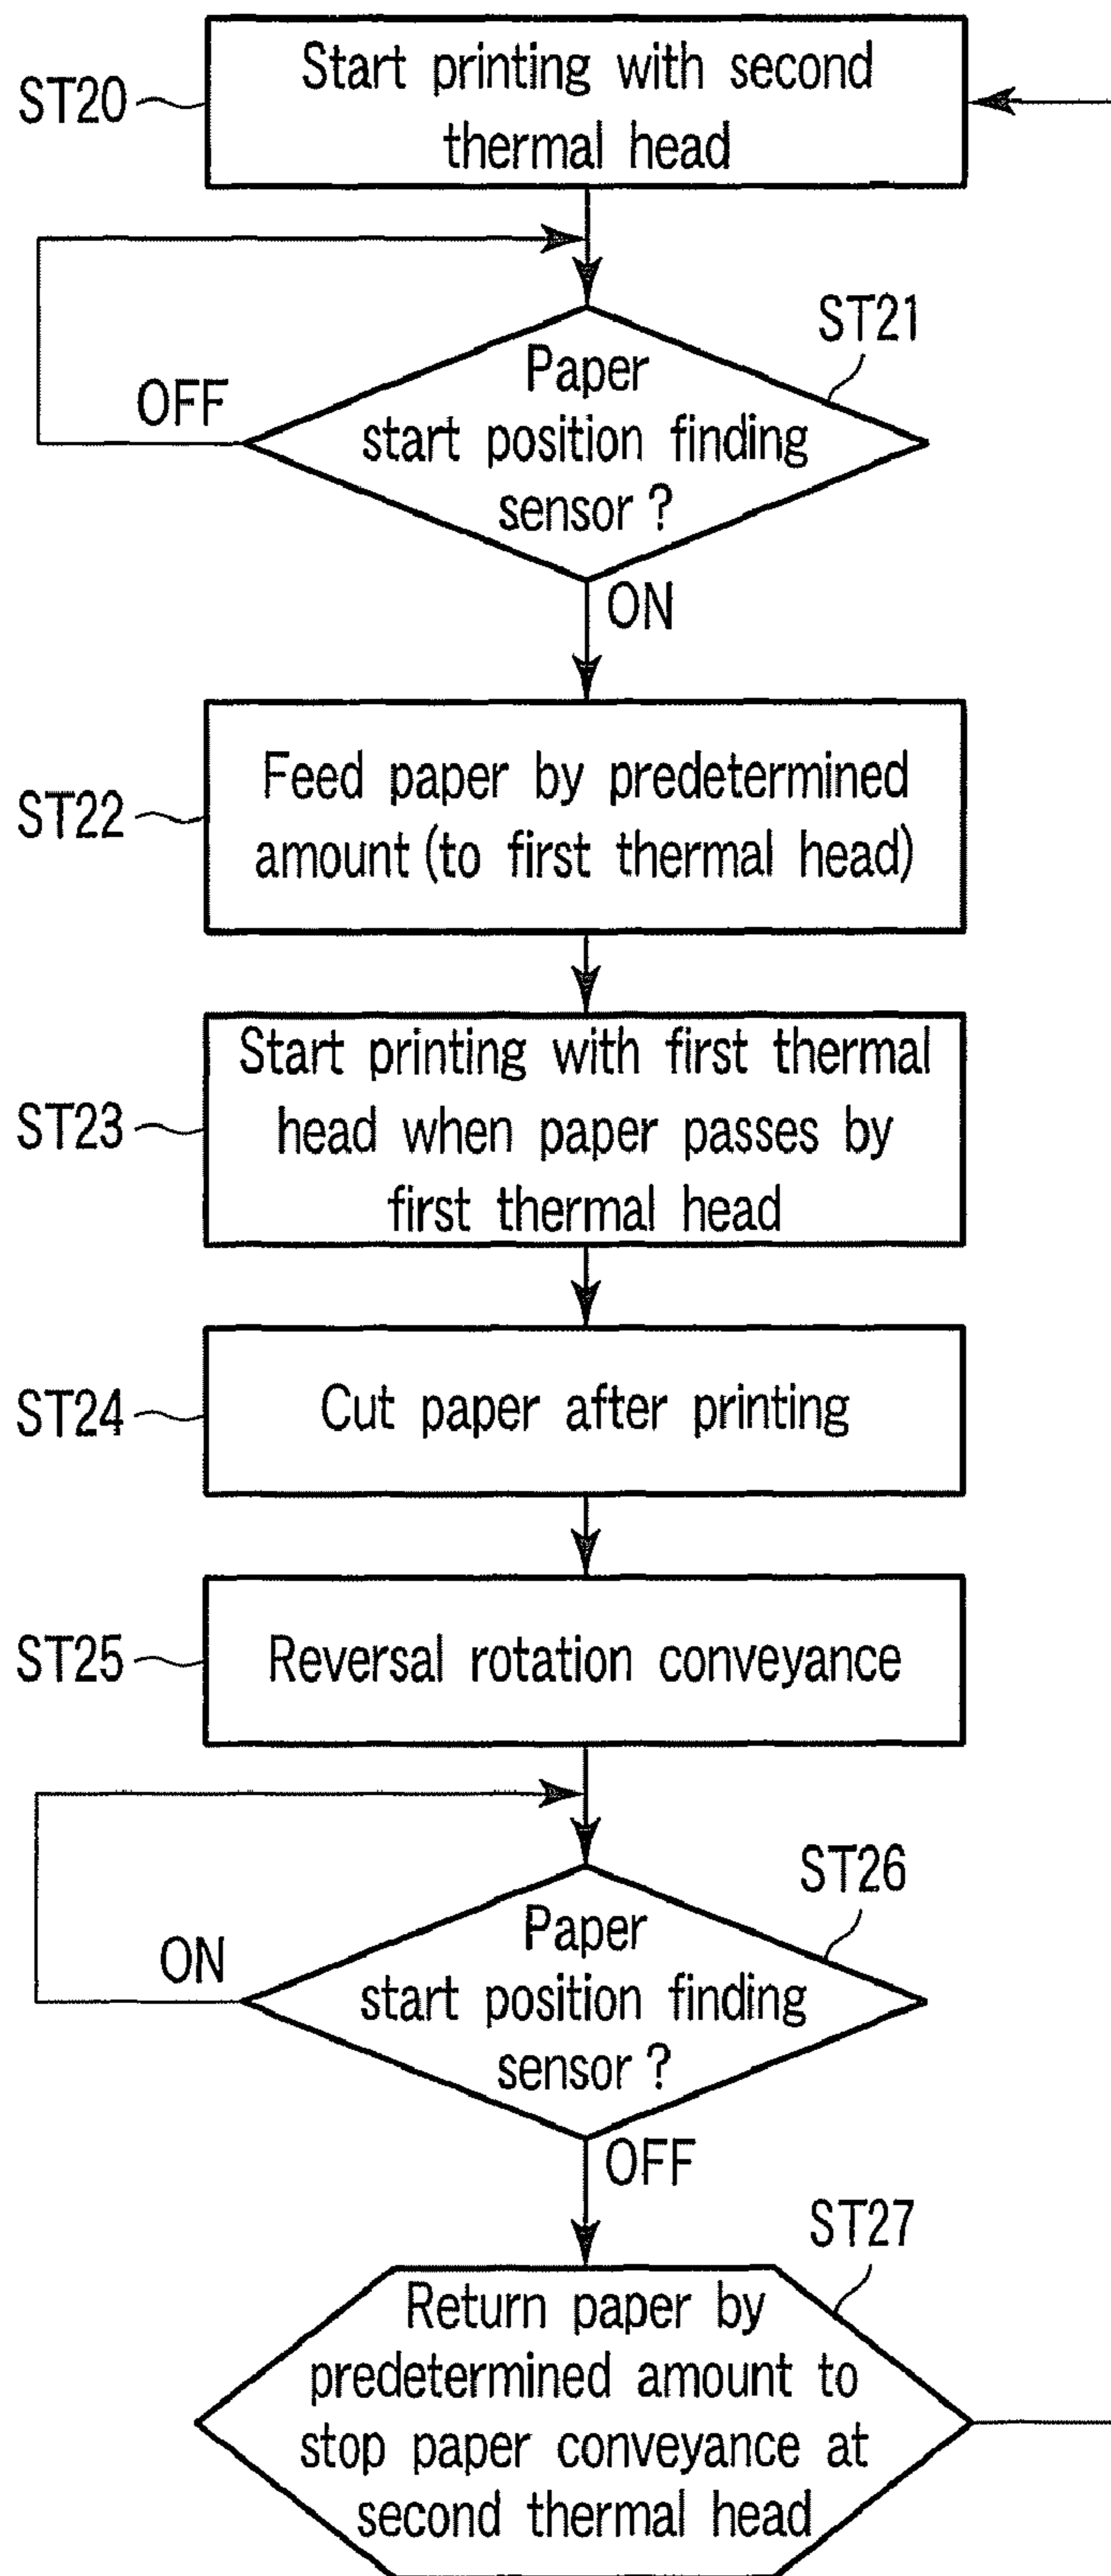 Start printing with second
thermal head
ST20
ST21
Paper
start position finding
sensor ?
OFF
ON
Feed paper by predetermined
amount (to first thermal head)
ST22
Start printing with first thermal
head when paper passes by
first thermal head
ST23
Cut paper after printing
ST24
Reversal rotation conveyance
ST25
ST26
Paper
start position finding
sensor ?
ON
OFF
ST27
Return paper by
predetermined amount to
stop paper conveyance at
second thermal head